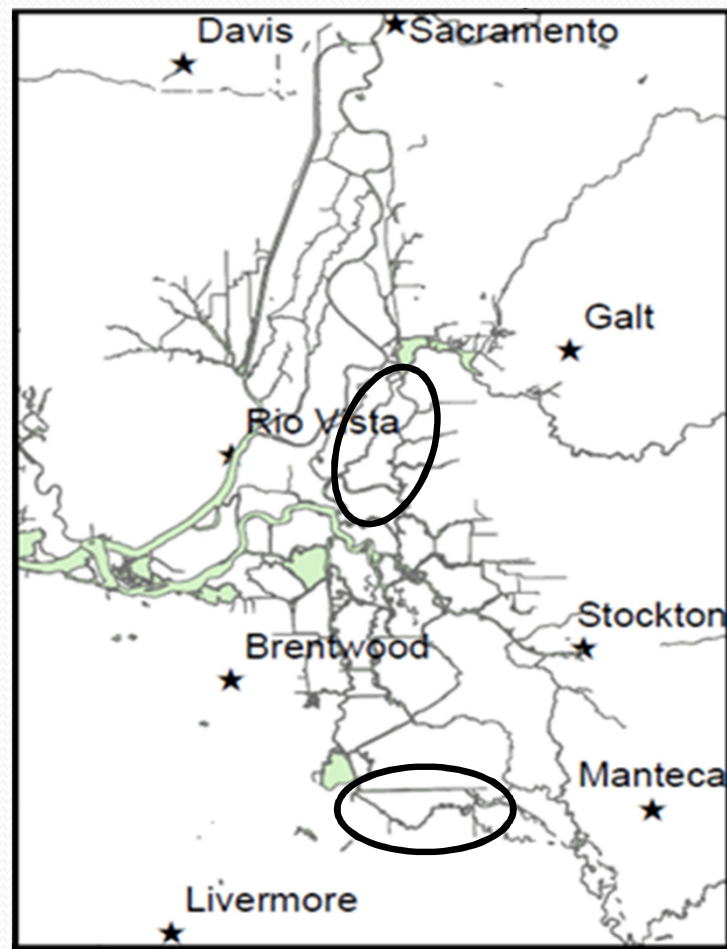 Davis
Sacramento
Galt
Rio Vista
Stockton
Brentwood
Manteca
Livermore